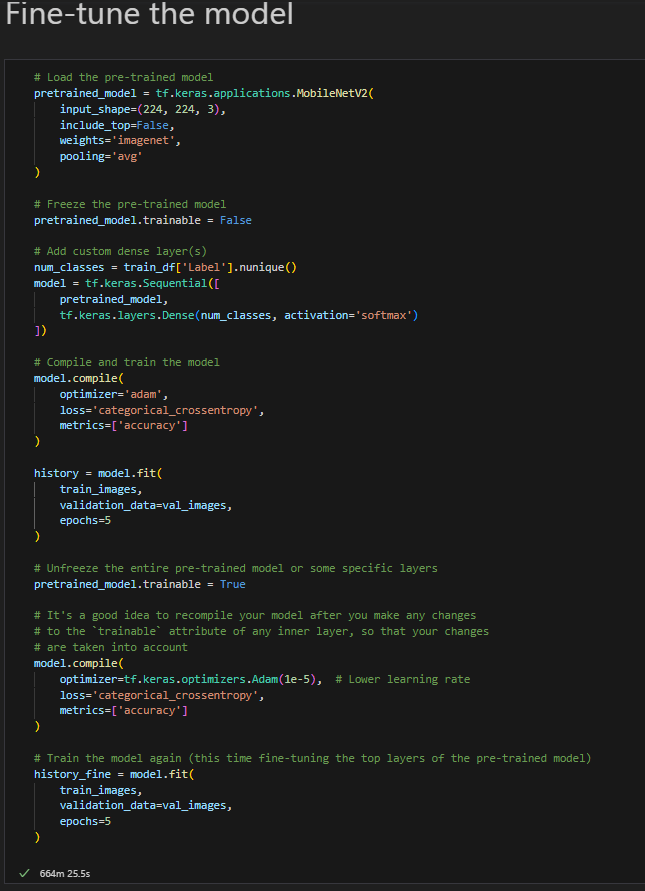 Fine-tune the model
# Load the pre-trained model
pretrained_model = tf.keras.applications.MobileNetV2(
    input_shape=(224, 224, 3),
    include_top=False,
    weights='imagenet',
    pooling='avg'
)
# Freeze the pre-trained model
pretrained_model.trainable = False
# Add custom dense layer(s)
num_classes = train_df['Label'].nunique()
model = tf.keras.Sequential([
    pretrained_model,
    tf.keras.layers.Dense(num_classes, activation='softmax')
])
# Compile and train the model
model.compile(
    optimizer='adam',
    loss='categorical_crossentropy',
    metrics=['accuracy']
)
history = model.fit(
    train_images,
    validation_data=val_images,
    epochs=5
)
# Unfreeze the entire pre-trained model or some specific layers
pretrained_model.trainable = True
# It's a good idea to recompile your model after you make any changes
# to the `trainable` attribute of any inner layer, so that your changes
# are taken into account
model.compile(
    optimizer=tf.keras.optimizers.Adam(1e-5),  # Lower learning rate
    loss='categorical_crossentropy',
    metrics=['accuracy']
)
# Train the model again (this time fine-tuning the top layers of the pre-trained model)
history_fine = model.fit(
    train_images,
    validation_data=val_images,
    epochs=5
)
664m 25.5s